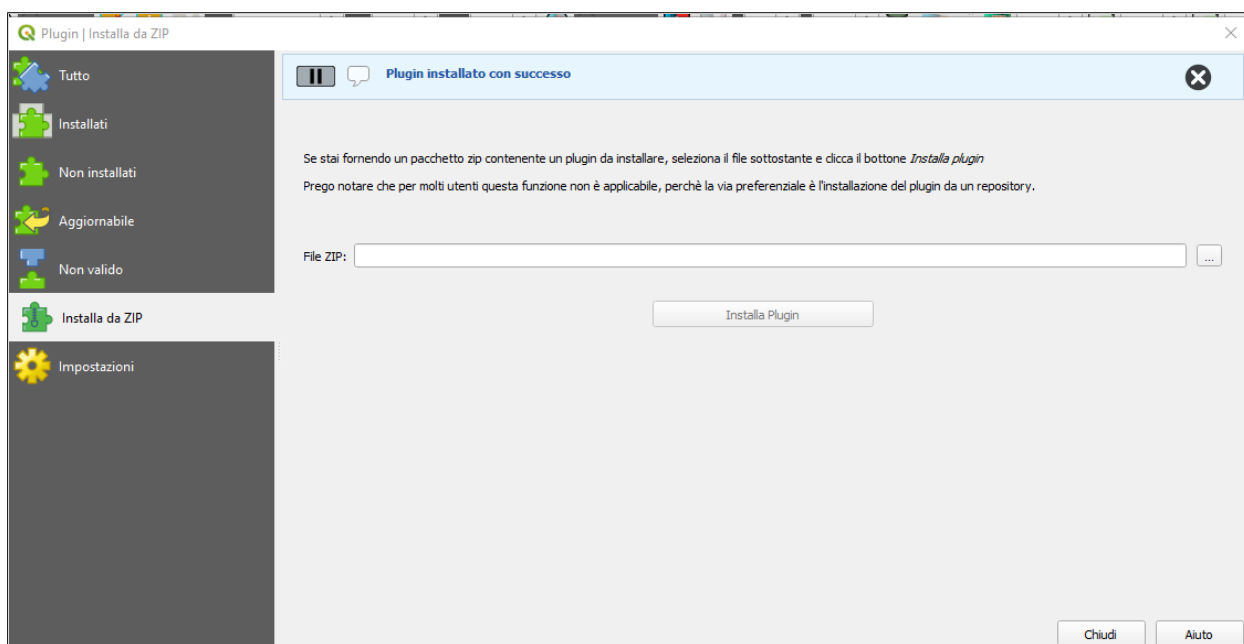 Plugin | Installa da ZIP
Tutto
Installati
Non installati
Aggiornabile
Non valido
Installa da ZIP
Impostazioni
Plugin installato con successo
Se stai fornendo un pacchetto zip contenente un plugin da installare, seleziona il file sottostante e clicca il bottone Installa plugin
Prego notare che per molti utenti questa funzione non è applicabile, perchè la via preferenziale è l'installazione del plugin da un repository.
File ZIP:
...
Installa Plugin
Chiudi
Aiuto